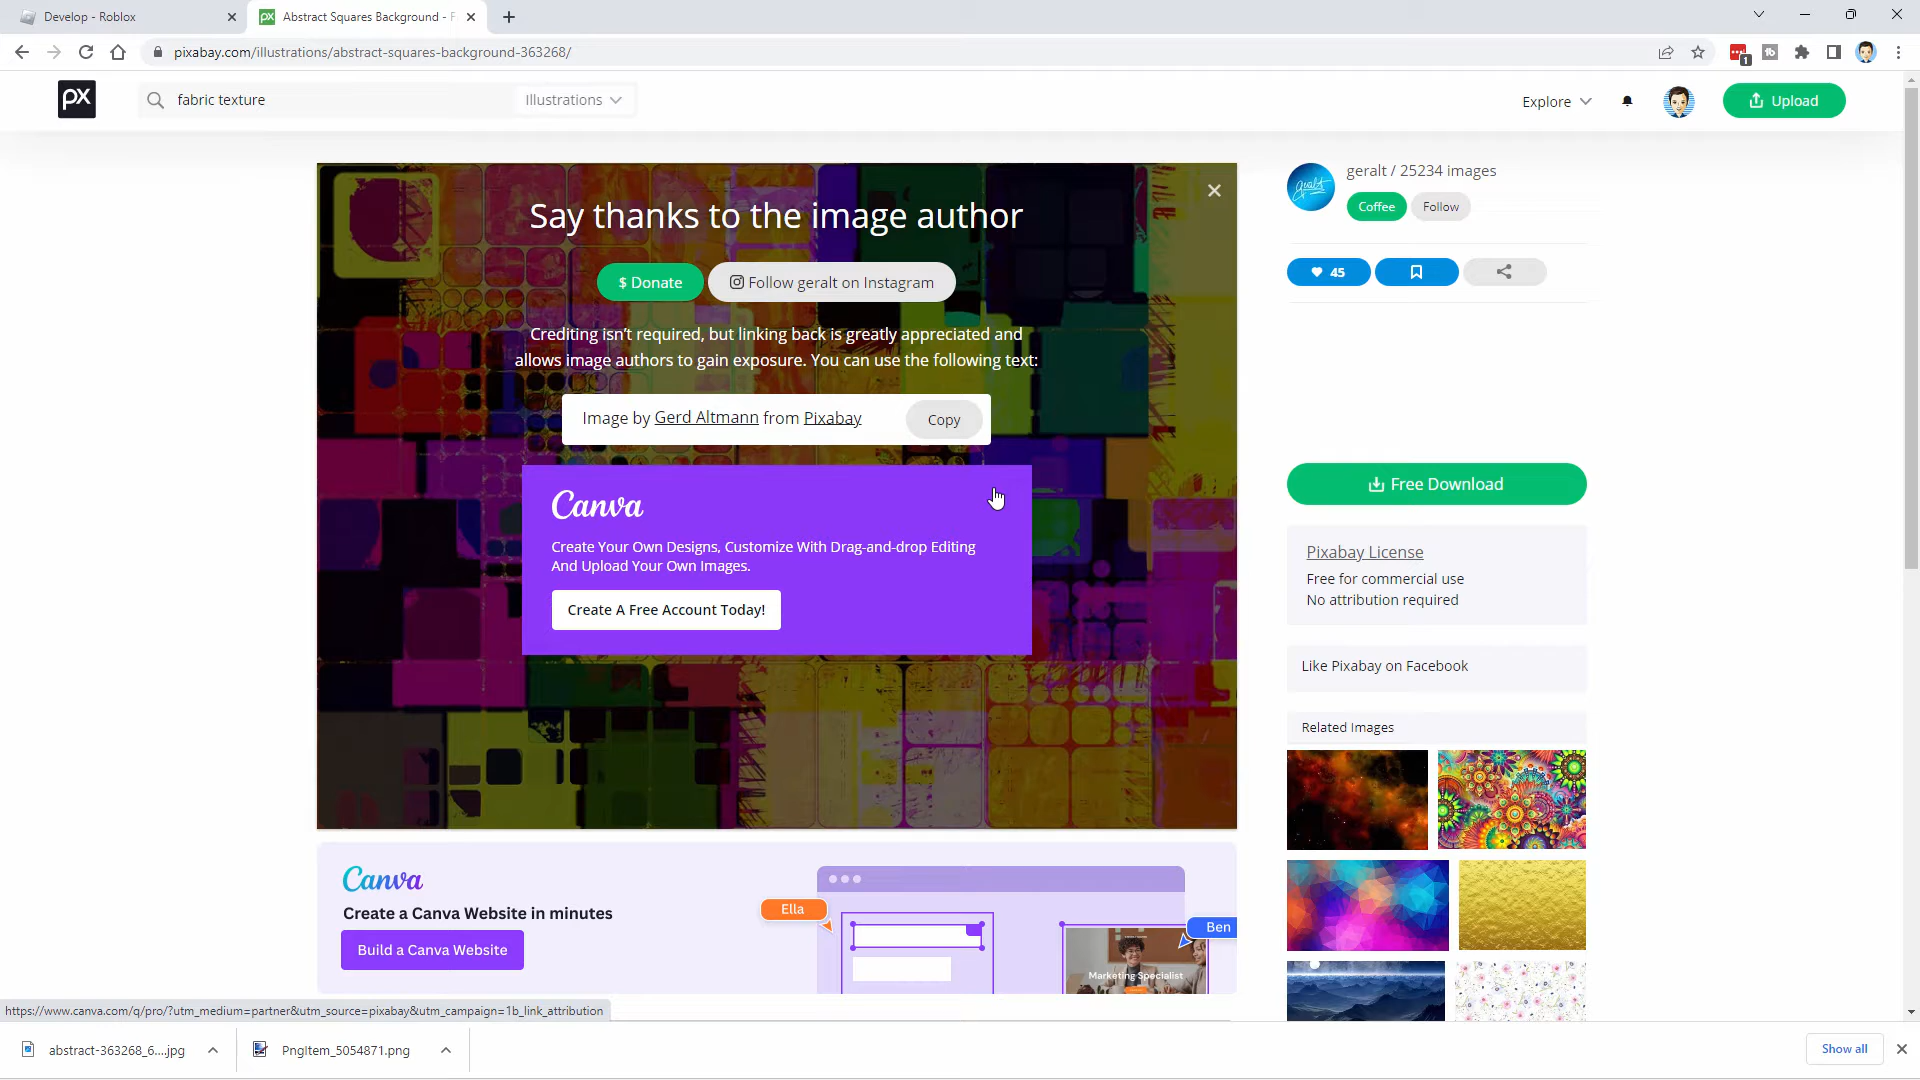 Develop - Roblox
px
Abstract Squares Background - F
pixabay.com/illustrations/abstract-squares-background-363268/
1
px
fabric texture
Illustrations
Explore
Upload
Say thanks to the image author
$ Donate
Follow geralt on Instagram
Crediting isn't required, but linking back is greatly appreciated and
allows image authors to gain exposure. You can use the following text:
Image by Gerd Altmann from Pixabay
Copy
Canva
Create Your Own Designs, Customize With Drag-and-drop Editing
And Upload Your Own Images.
Create A Free Account Today!
geralt
geralt / 25234 images
Coffee
Follow
45
Free Download
Pixabay License
Free for commercial use
No attribution required
Like Pixabay on Facebook
Related Images
Canva
Create a Canva Website in minutes
Build a Canva Website
Ella
Ben
Marketing Specialist
https://www.canva.com/q/pro/?utm_medium=partner&utm_source=pixabay&utm_campaign=1b_link_attribution
abstract-363268_6....jpg
PngItem_5054871.png
Show all